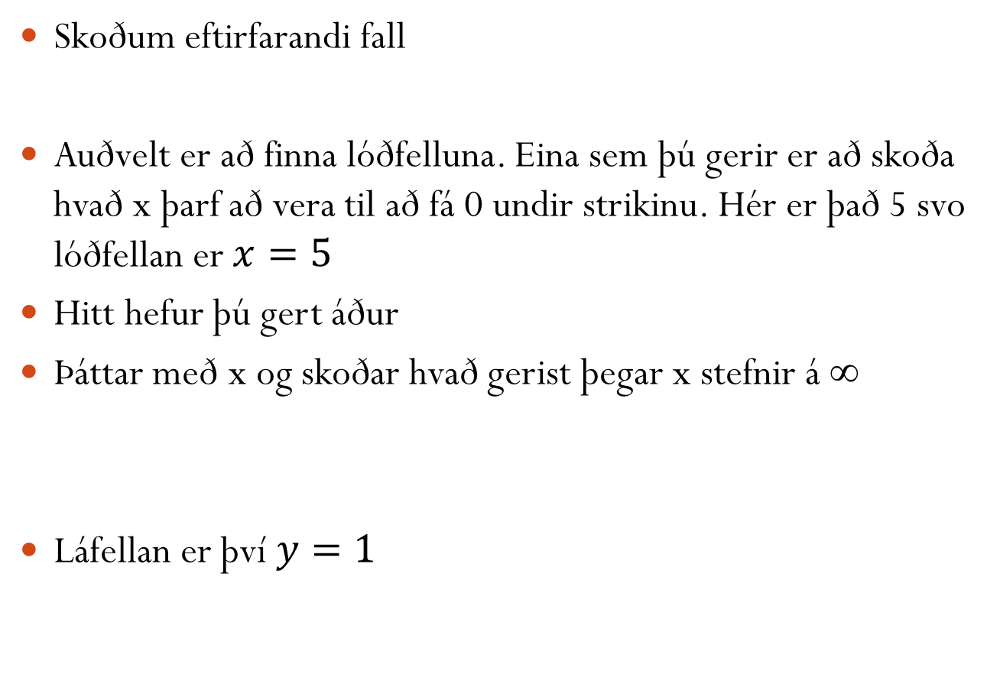 • Skoðum eftirfarandi fall
• Auðvelt er að finna lóðfelluna. Eina sem þú gerir er að skoða
hvað x þarf að vera til að fá 0 undir strikinu. Hér er það 5 svo
lóðfellan er x = 5
• Hitt hefur þú gert áður
• Þáttar með x og skoðar hvað gerist þegar x stefnir á ∞
• Láfellan er því y = 1